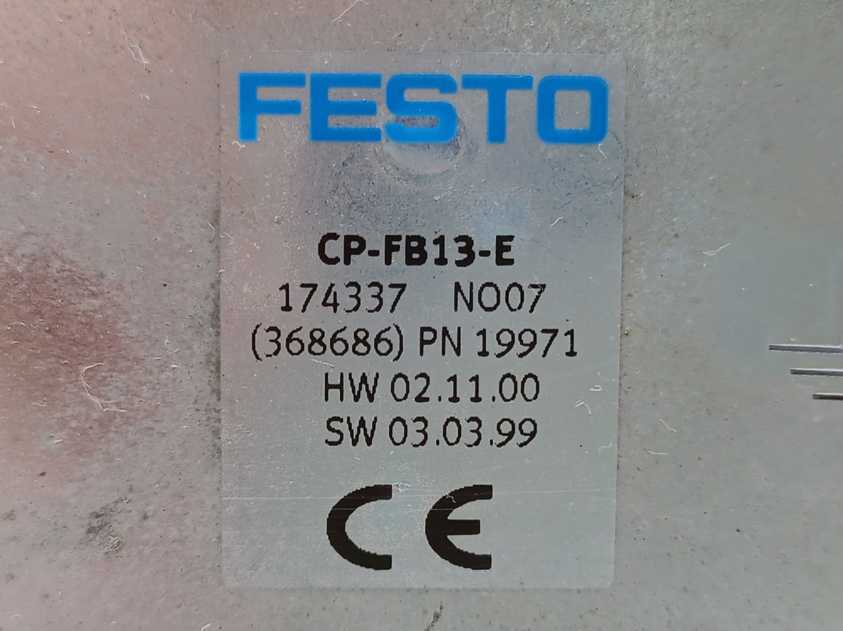 FESTO
CP-FB13-E
174337 NO07
(368686) PN 19971
HW 02.11.00
SW 03.03.99
CE